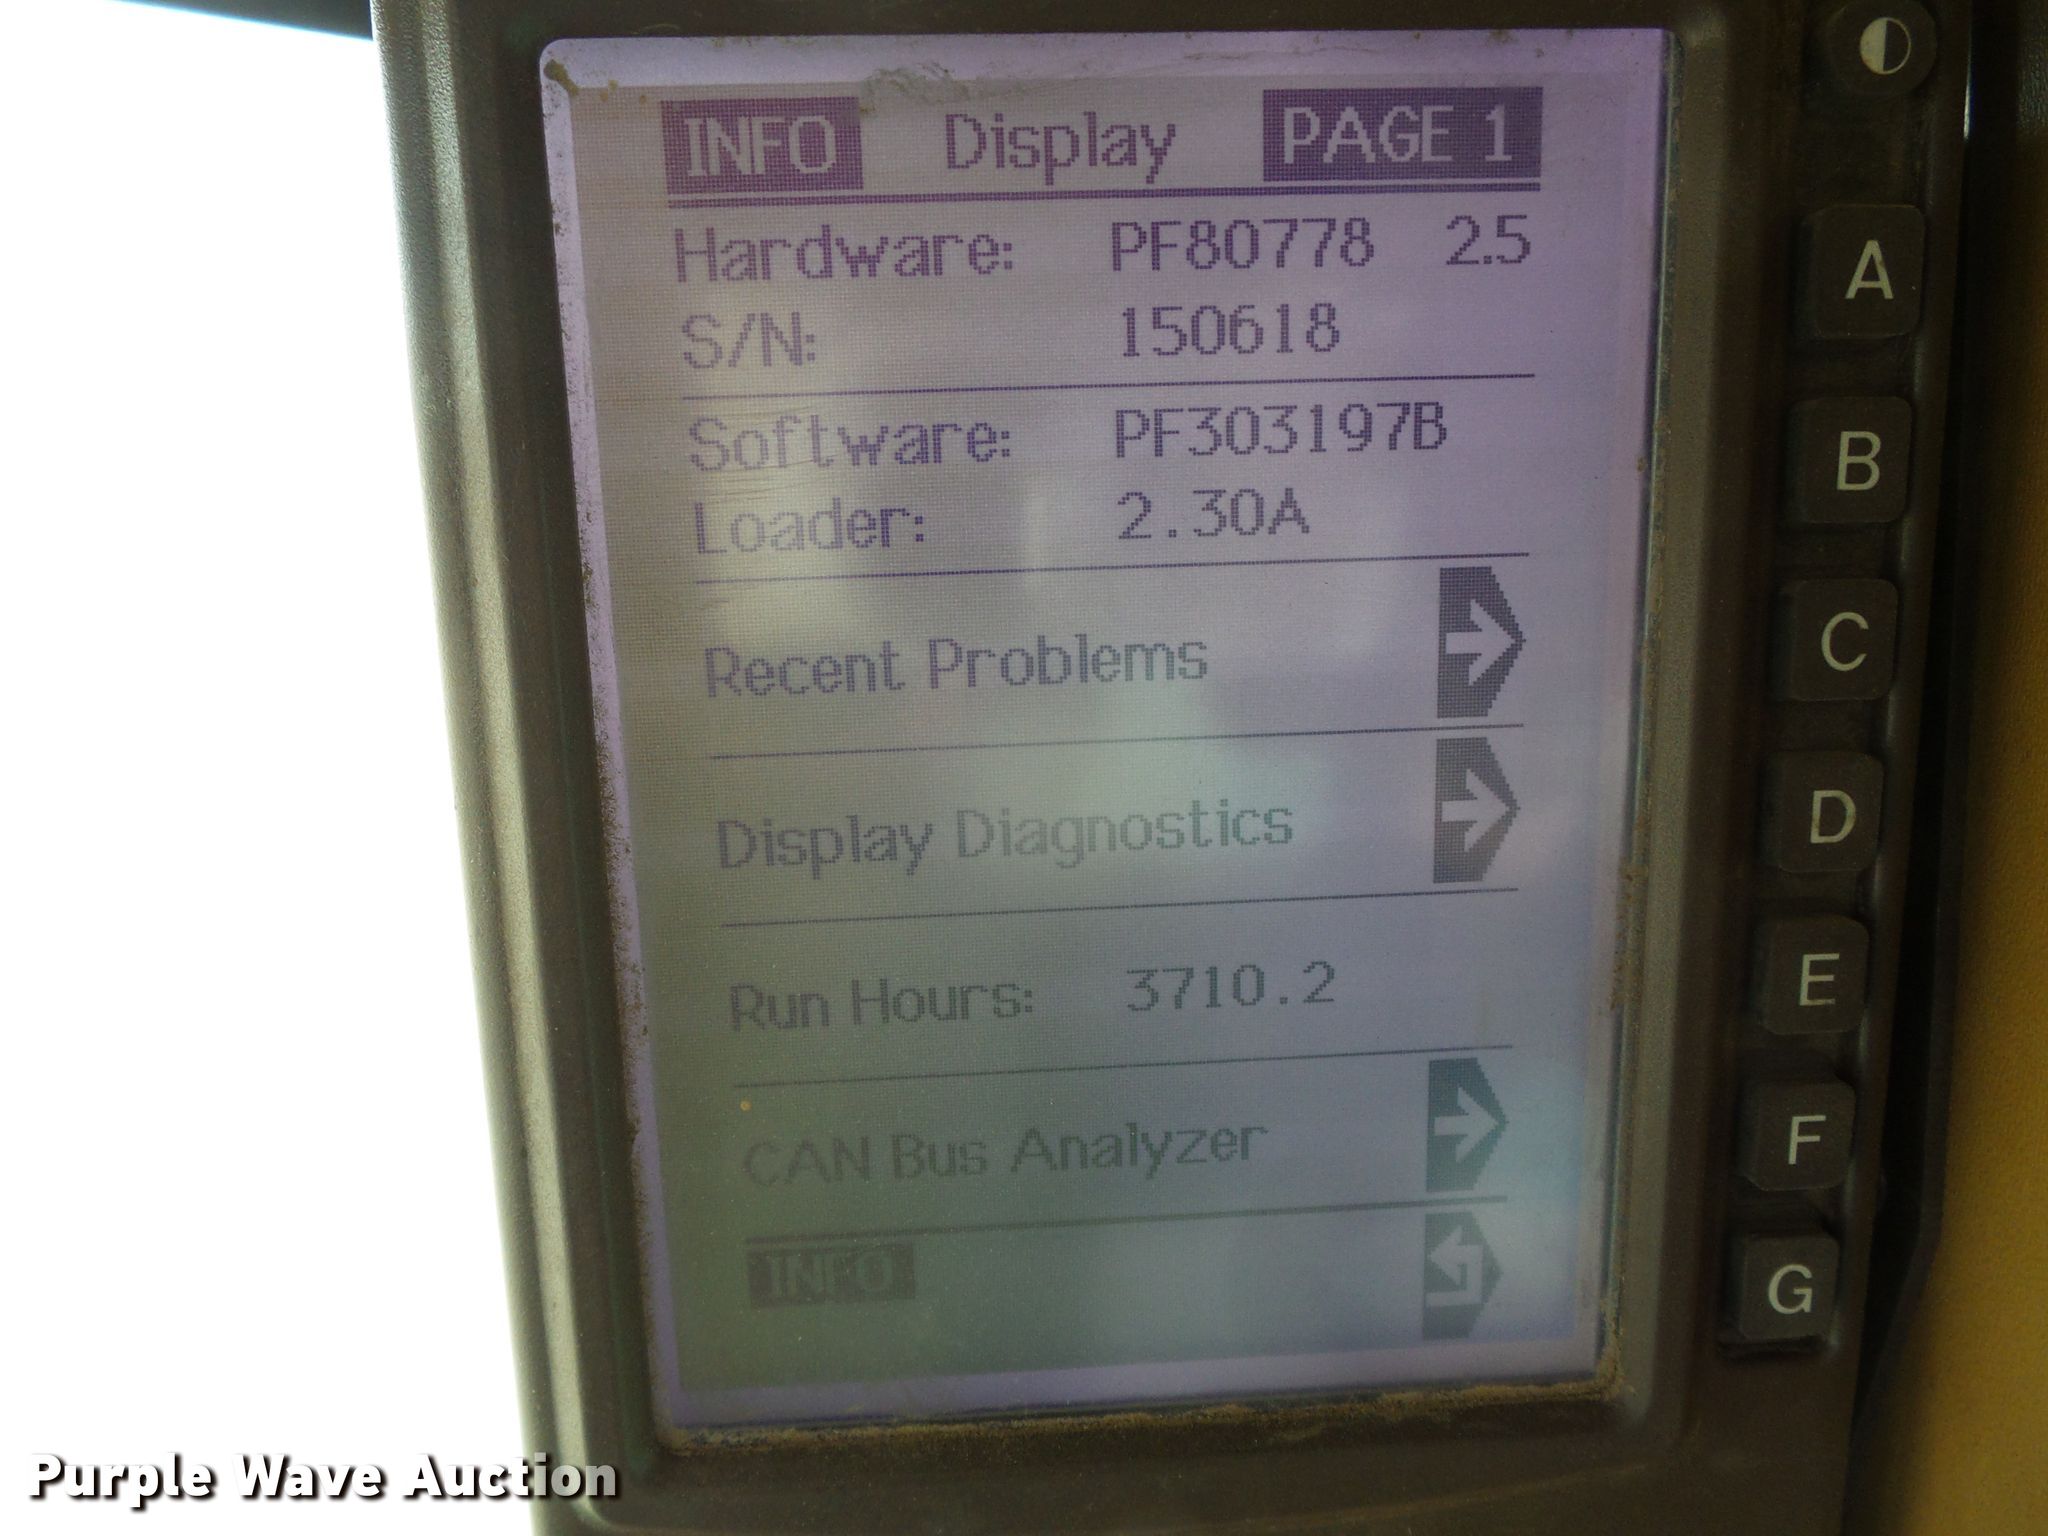 INFO Display PAGE 1
Hardware: PF80778 2.5
S/N: 150618
Software: PF303197B
Loader: 2.30A
Recent Problems
Display Diagnostics
Run Hours: 3710.2
CAN Bus Analyzer
INFO
A
B
C
D
E
F
G
Purple Wave Auction